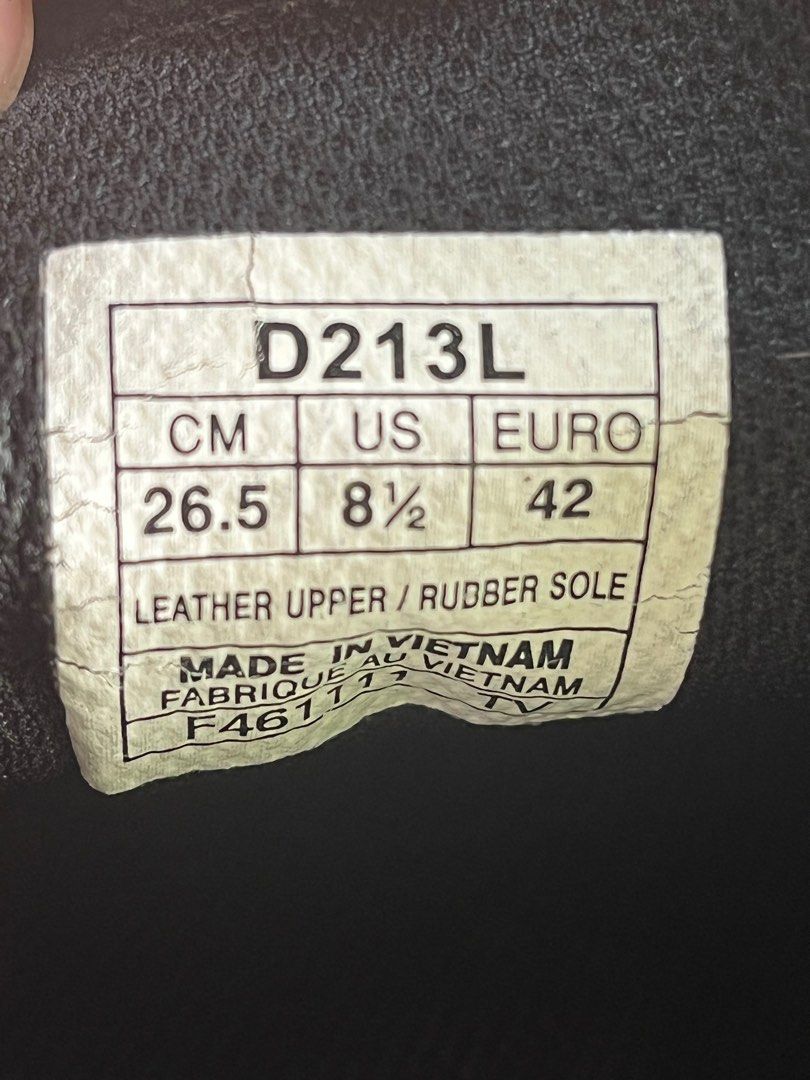 D213L
CM US EURO
26.5 8½ 42
LEATHER UPPER / RUBBER SOLE
MADE IN VIETNAM
FABRIQUE AU VIETNAM
TV